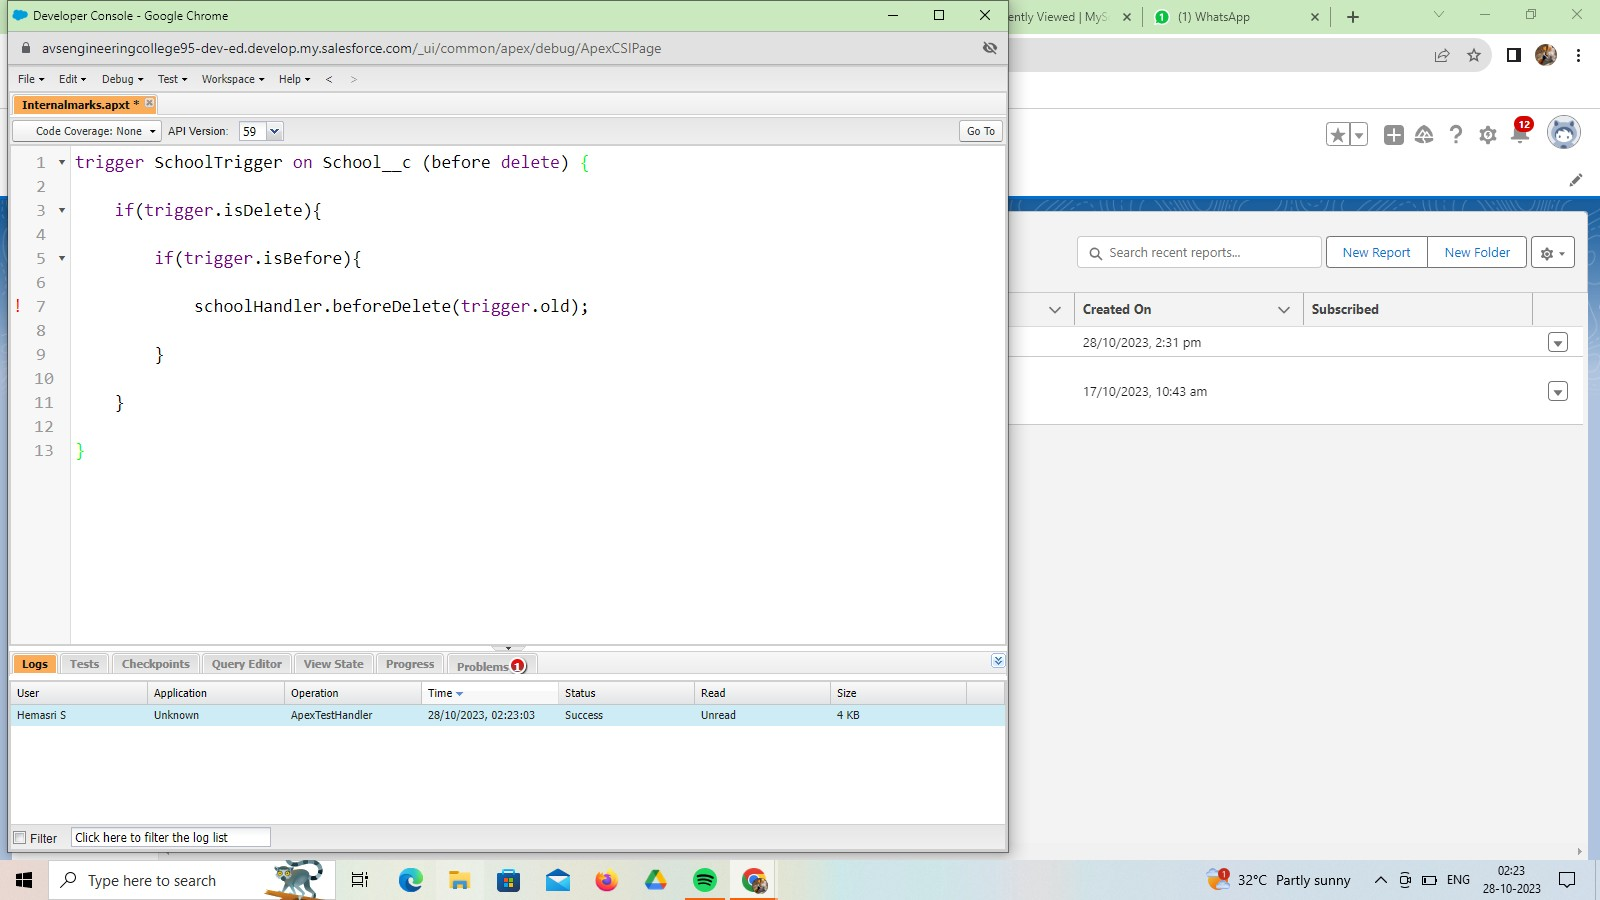 Developer Console - Google Chrome
avsengineeringcollege95-dev-ed.develop.my.salesforce.com/_ui/common/apex/debug/ApexCSIPage
File Edit Debug Test Workspace Help < >
Internalmarks.apxt *
Code Coverage: None API Version: 59 Go To
1 trigger SchoolTrigger on School__c (before delete) {
2
3 if(trigger.isDelete){
4
5 if(trigger.isBefore){
6
! 7 schoolHandler.beforeDelete(trigger.old);
8
9 }
10
11 }
12
13 }
Logs Tests Checkpoints Query Editor View State Progress Problems 1
User Application Operation Time Status Read Size
Hemasri S Unknown ApexTestHandler 28/10/2023, 02:23:03 Success Unread 4 KB
Filter Click here to filter the log list
ently Viewed | MyS
1 (1) WhatsApp
12
Search recent reports...
New Report New Folder
Created On Subscribed
28/10/2023, 2:31 pm
17/10/2023, 10:43 am
Type here to search
1 32°C Partly sunny ENG 02:23
28-10-2023